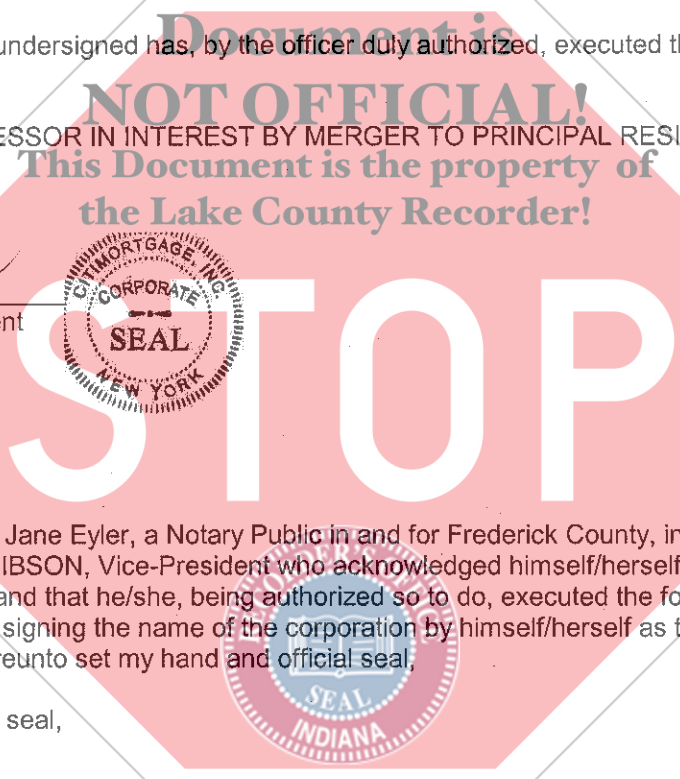 Document is
undersigned has, by the officer duly authorized, executed t
NOT OFFICIAL!
ESSOR IN INTEREST BY MERGER TO PRINCIPAL RESI
This Document is the property of
the Lake County Recorder!
CITIMORTGAGE, INC.
CORPORATE
SEAL
NEW YORK
ent
STOP
Jane Eyler, a Notary Public in and for Frederick County, in
IBSON, Vice-President who acknowledged himself/herself
and that he/she, being authorized so to do, executed the fo
signing the name of the corporation by himself/herself as t
reunto set my hand and official seal,
RECORDER'S OFFICE
SEAL
INDIANA
seal,